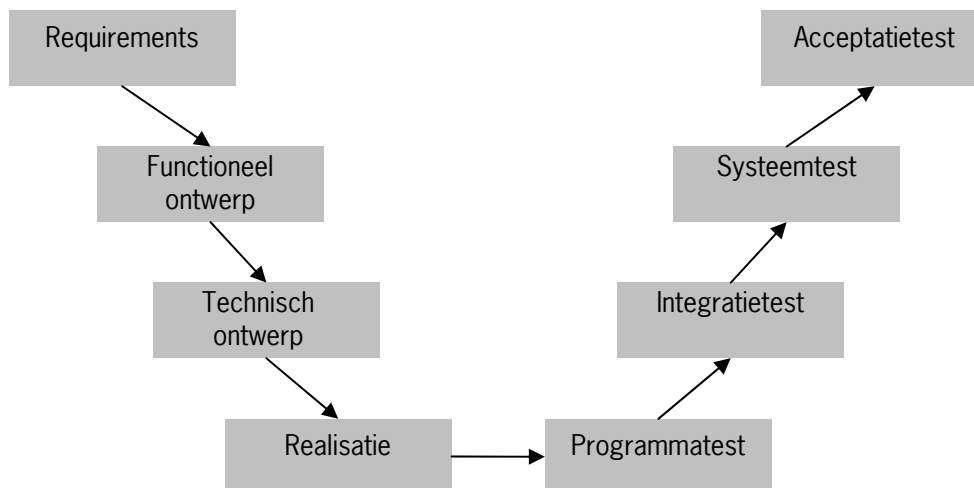 Requirements
Acceptatietest
Functioneel
ontwerp
Systeemtest
Technisch
ontwerp
Integratietest
Realisatie
Programmatest